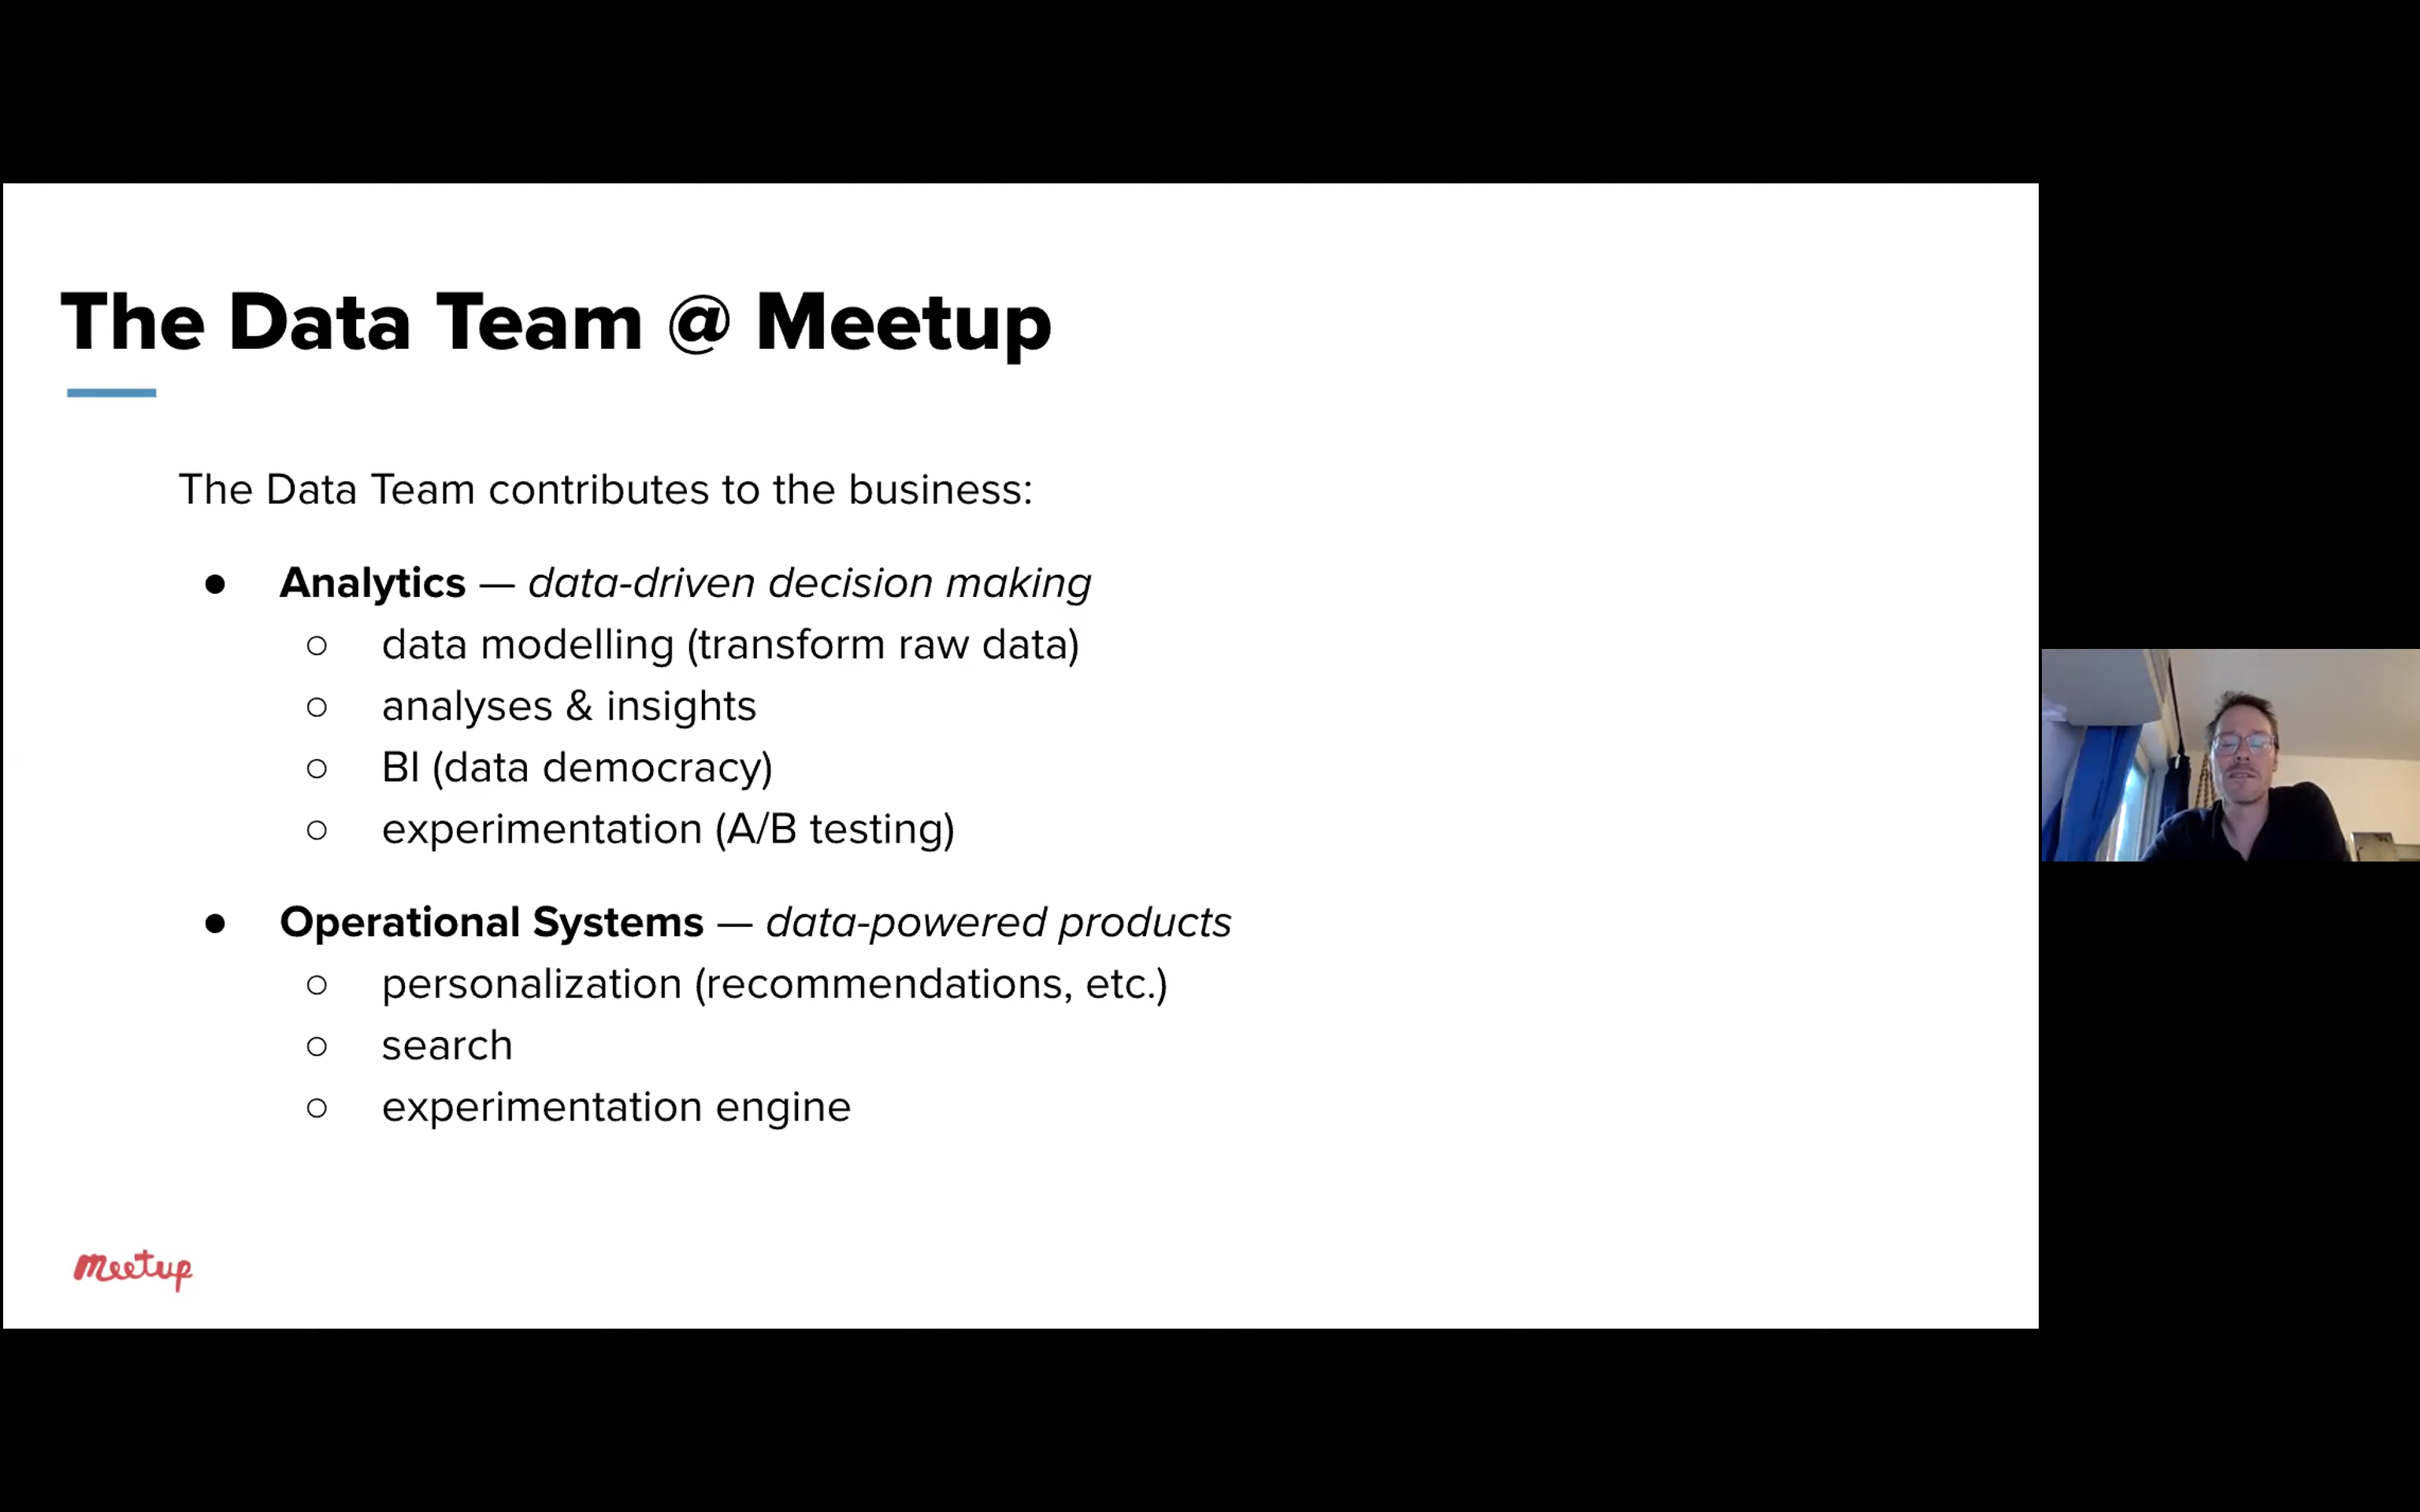 The Data Team @ Meetup
The Data Team contributes to the business:
● Analytics — data-driven decision making
○ data modelling (transform raw data)
○ analyses & insights
○ BI (data democracy)
○ experimentation (A/B testing)
● Operational Systems — data-powered products
○ personalization (recommendations, etc.)
○ search
○ experimentation engine
meetup